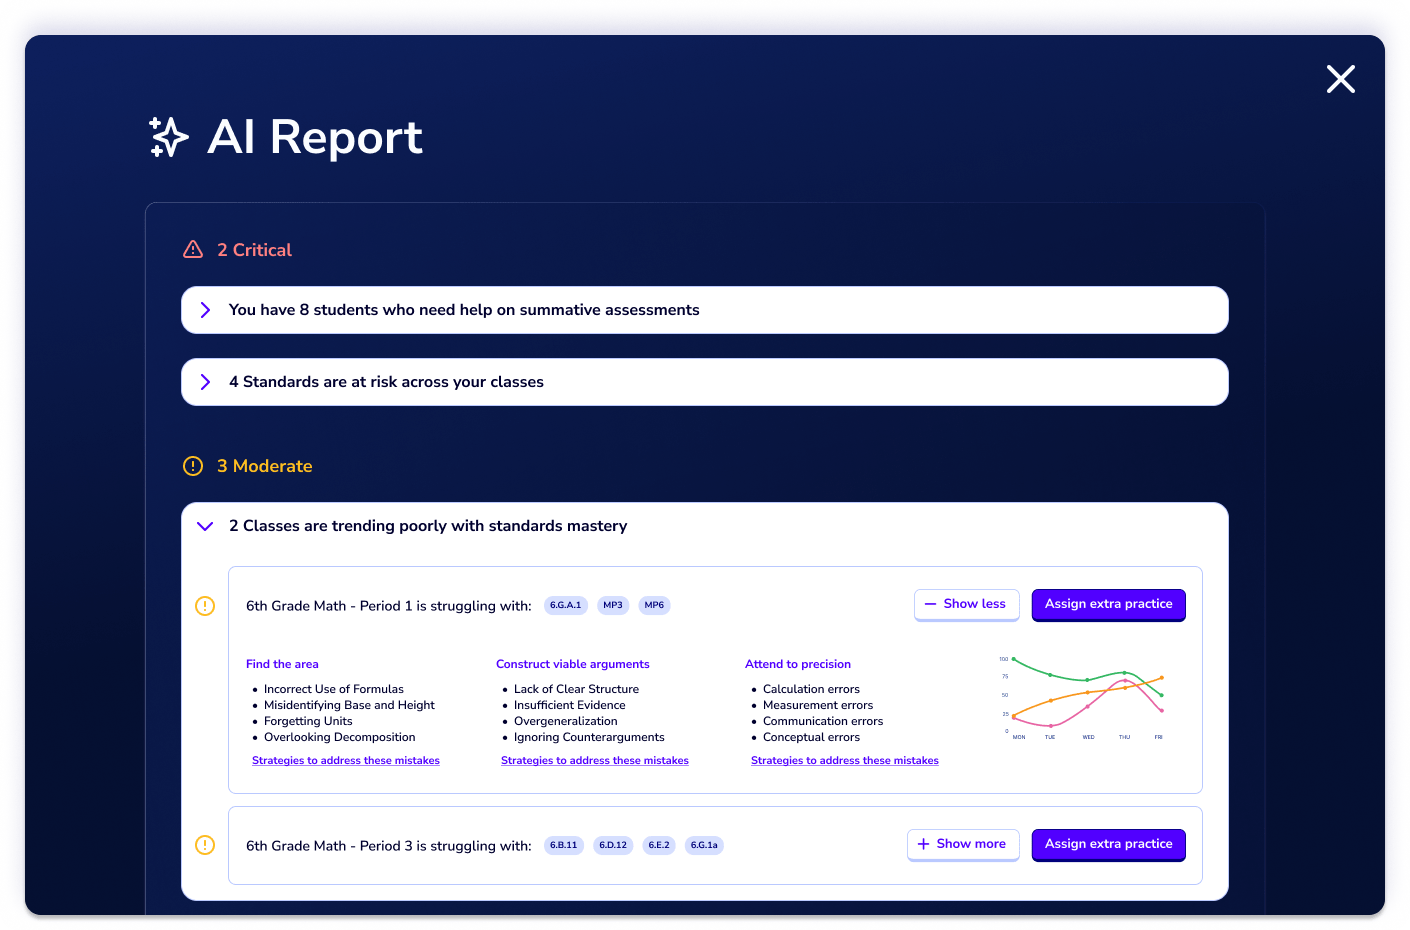 AI Report
2 Critical
You have 8 students who need help on summative assessments
4 Standards are at risk across your classes
3 Moderate
2 Classes are trending poorly with standards mastery
6th Grade Math - Period 1 is struggling with: 6.G.A.1 MP3 MP6 Show less Assign extra practice
Find the area
• Incorrect Use of Formulas
• Misidentifying Base and Height
• Forgetting Units
• Overlooking Decomposition
Strategies to address these mistakes
Construct viable arguments
• Lack of Clear Structure
• Insufficient Evidence
• Overgeneralization
• Ignoring Counterarguments
Strategies to address these mistakes
Attend to precision
• Calculation errors
• Measurement errors
• Communication errors
• Conceptual errors
Strategies to address these mistakes
100
75
50
25
0
MON TUE WED THU FRI
6th Grade Math - Period 3 is struggling with: 6.B.11 6.D.12 6.E.2 6.G.1a Show more Assign extra practice